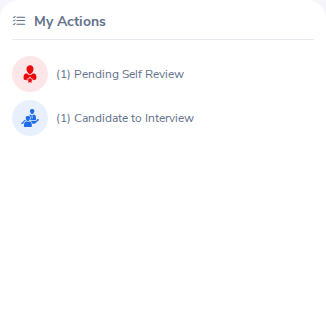 My Actions
(1) Pending Self Review
(1) Candidate to Interview